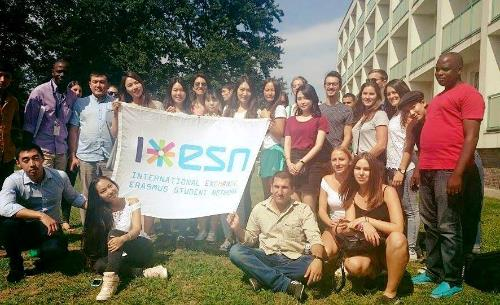 I*esn
INTERNATIONAL EXCHANGE
ERASMUS STUDENT NETWORK